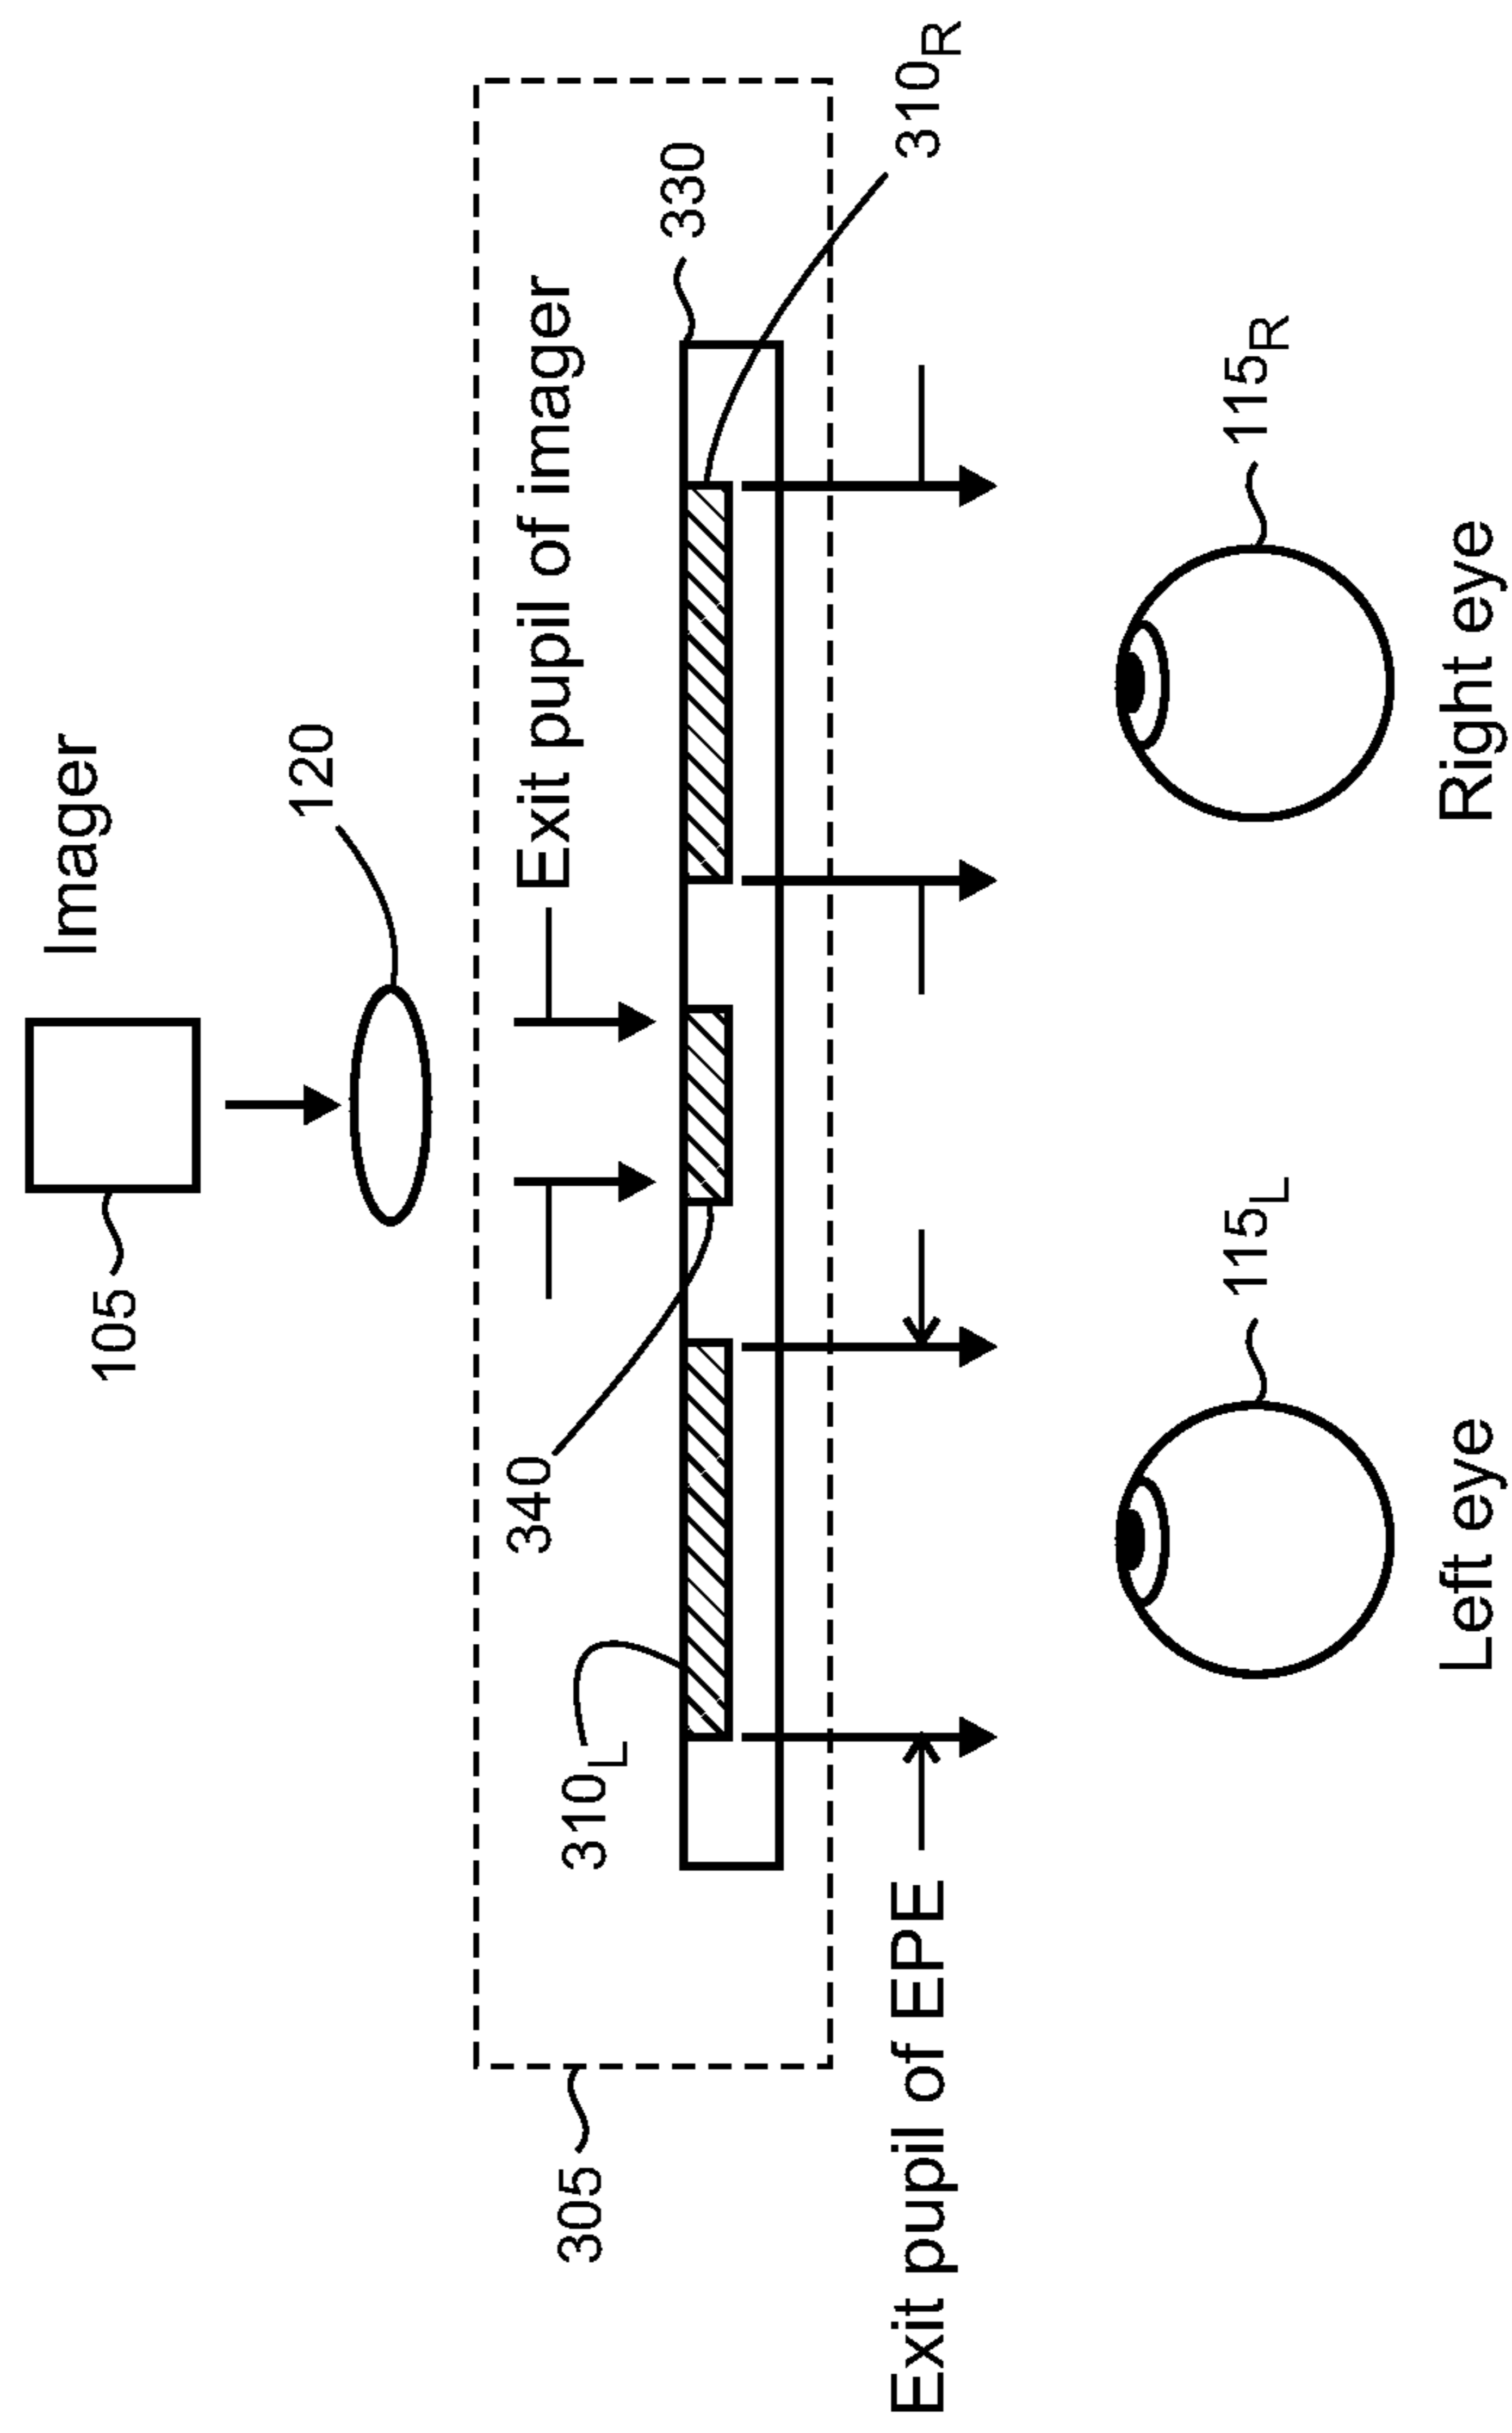 Imager
105
120
Exit pupil of imager
305
340
330
310L
310R
Exit pupil of EPE
115L
115R
Left eye
Right eye